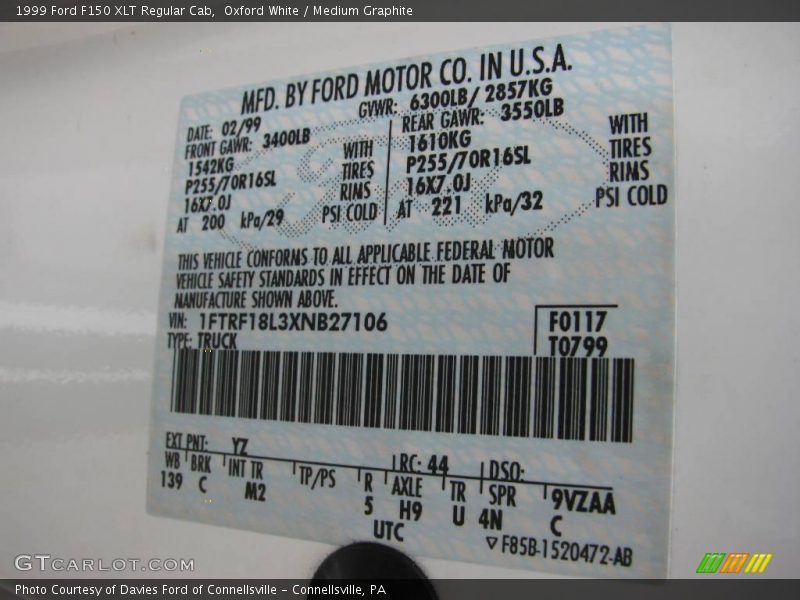 1999 Ford F150 XLT Regular Cab,  Oxford White / Medium Graphite
MFD. BY FORD MOTOR CO. IN U.S.A.
DATE: 02/99 GVWR: 6300LB/ 2857KG
FRONT GAWR: 3400LB REAR GAWR: 3550LB
1542KG WITH 1610KG WITH
P255/70R16SL TIRES P255/70R16SL TIRES
16X7.0J RIMS 16X7.0J RIMS
AT 200 kPa/29 PSI COLD AT 221 kPa/32 PSI COLD
THIS VEHICLE CONFORMS TO ALL APPLICABLE FEDERAL MOTOR
VEHICLE SAFETY STANDARDS IN EFFECT ON THE DATE OF
MANUFACTURE SHOWN ABOVE.
VIN: 1FTRF18L3XNB27106 F0117
TYPE: TRUCK T0799
EXT PNT: YZ RC: 44 DSO:
WB BRK INT TR TP/PS R AXLE TR SPR 9VZAA
139 C M2 5 H9 U 4N C
UTC
▽F85B-1520472-AB
GTCARLOT.COM
Photo Courtesy of Davies Ford of Connellsville – Connellsville, PA